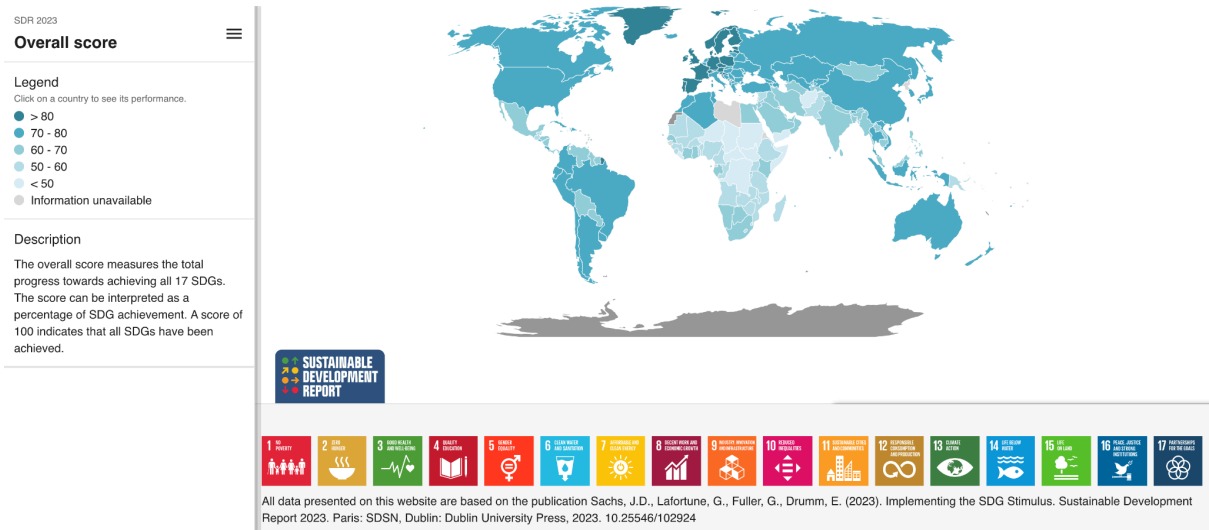 SDR 2023
Overall score
Legend
Click on a country to see its performance.
> 80
70 - 80
60 - 70
50 - 60
< 50
Information unavailable
Description
The overall score measures the total
progress towards achieving all 17 SDGs.
The score can be interpreted as a
percentage of SDG achievement. A score of
100 indicates that all SDGs have been
achieved.
SUSTAINABLE
DEVELOPMENT
REPORT
1 NO
POVERTY
2 ZERO
HUNGER
3 GOOD HEALTH
AND WELL-BEING
4 QUALITY
EDUCATION
5 GENDER
EQUALITY
6 CLEAN WATER
AND SANITATION
7 AFFORDABLE AND
CLEAN ENERGY
8 DECENT WORK AND
ECONOMIC GROWTH
9 INDUSTRY, INNOVATION
AND INFRASTRUCTURE
10 REDUCED
INEQUALITIES
11 SUSTAINABLE CITIES
AND COMMUNITIES
12 RESPONSIBLE
CONSUMPTION
AND PRODUCTION
13 CLIMATE
ACTION
14 LIFE BELOW
WATER
15 LIFE
ON LAND
16 PEACE, JUSTICE
AND STRONG
INSTITUTIONS
17 PARTNERSHIPS
FOR THE GOALS
All data presented on this website are based on the publication Sachs, J.D., Lafortune, G., Fuller, G., Drumm, E. (2023). Implementing the SDG Stimulus. Sustainable Development
Report 2023. Paris: SDSN, Dublin: Dublin University Press, 2023. 10.25546/102924